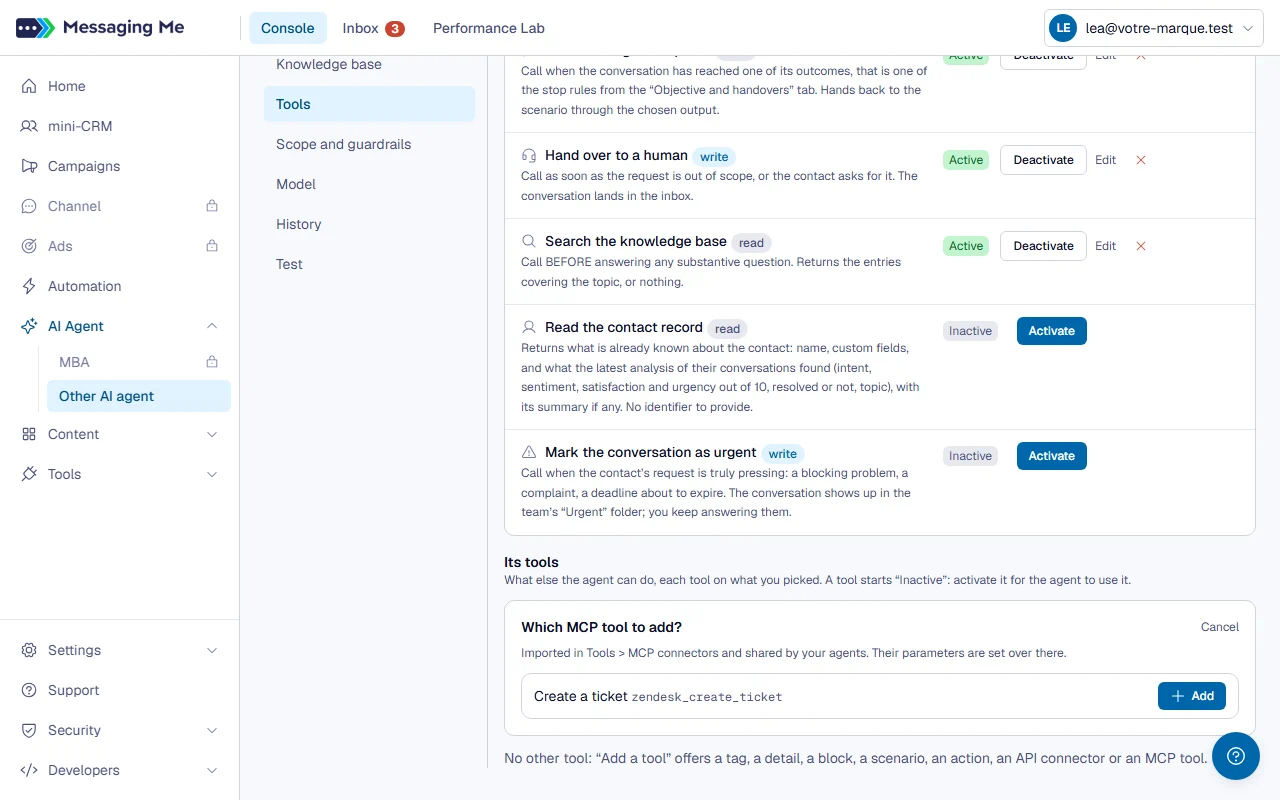 Messaging Me
Console
Inbox 3
Performance Lab
LE lea@votre-marque.test
Home
mini-CRM
Campaigns
Channel
Ads
Automation
AI Agent
MBA
Other AI agent
Content
Tools
Settings
Support
Security
Developers
Knowledge base
Tools
Scope and guardrails
Model
History
Test
Active Deactivate Edit
Call when the conversation has reached one of its outcomes, that is one of
the stop rules from the “Objective and handovers” tab. Hands back to the
scenario through the chosen output.
Hand over to a human write
Active Deactivate Edit
Call as soon as the request is out of scope, or the contact asks for it. The
conversation lands in the inbox.
Search the knowledge base read
Active Deactivate Edit
Call BEFORE answering any substantive question. Returns the entries
covering the topic, or nothing.
Read the contact record read
Inactive Activate
Returns what is already known about the contact: name, custom fields,
and what the latest analysis of their conversations found (intent,
sentiment, satisfaction and urgency out of 10, resolved or not, topic), with
its summary if any. No identifier to provide.
Mark the conversation as urgent write
Inactive Activate
Call when the contact’s request is truly pressing: a blocking problem, a
complaint, a deadline about to expire. The conversation shows up in the
team’s “Urgent” folder; you keep answering them.
Its tools
What else the agent can do, each tool on what you picked. A tool starts “Inactive”: activate it for the agent to use it.
Which MCP tool to add?
Cancel
Imported in Tools > MCP connectors and shared by your agents. Their parameters are set over there.
Create a ticket zendesk_create_ticket
Add
No other tool: “Add a tool” offers a tag, a detail, a block, a scenario, an action, an API connector or an MCP tool.